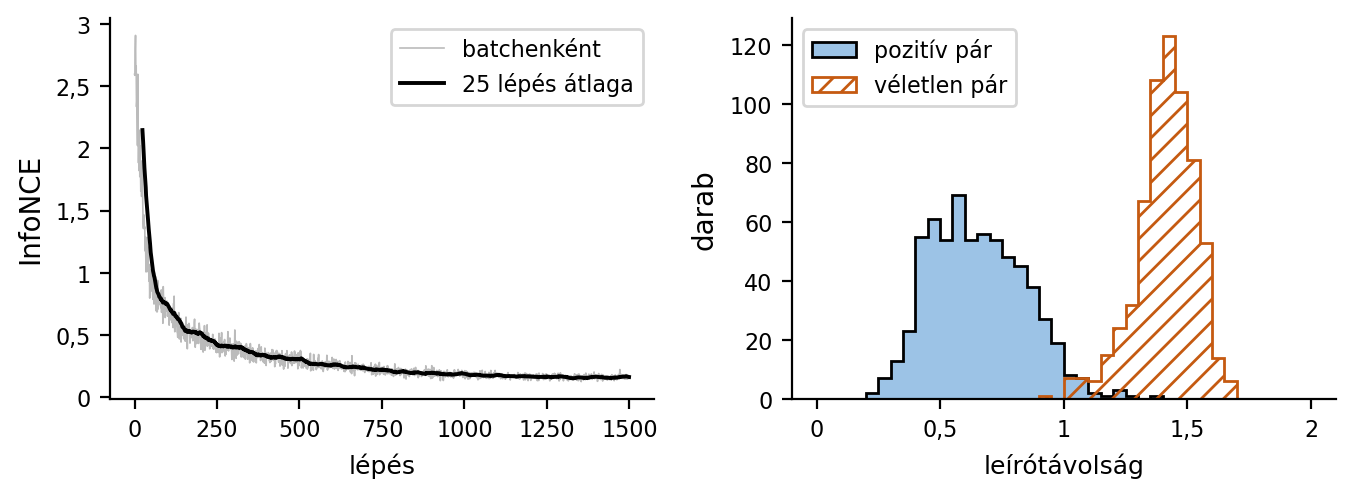 InfoNCE
3
2,5
2
1,5
1
0,5
0
0 250 500 750 1000 1250 1500
lépés
batchenként
25 lépés átlaga
darab
120
100
80
60
40
20
0
0 0,5 1 1,5 2
leírótávolság
pozitív pár
véletlen pár